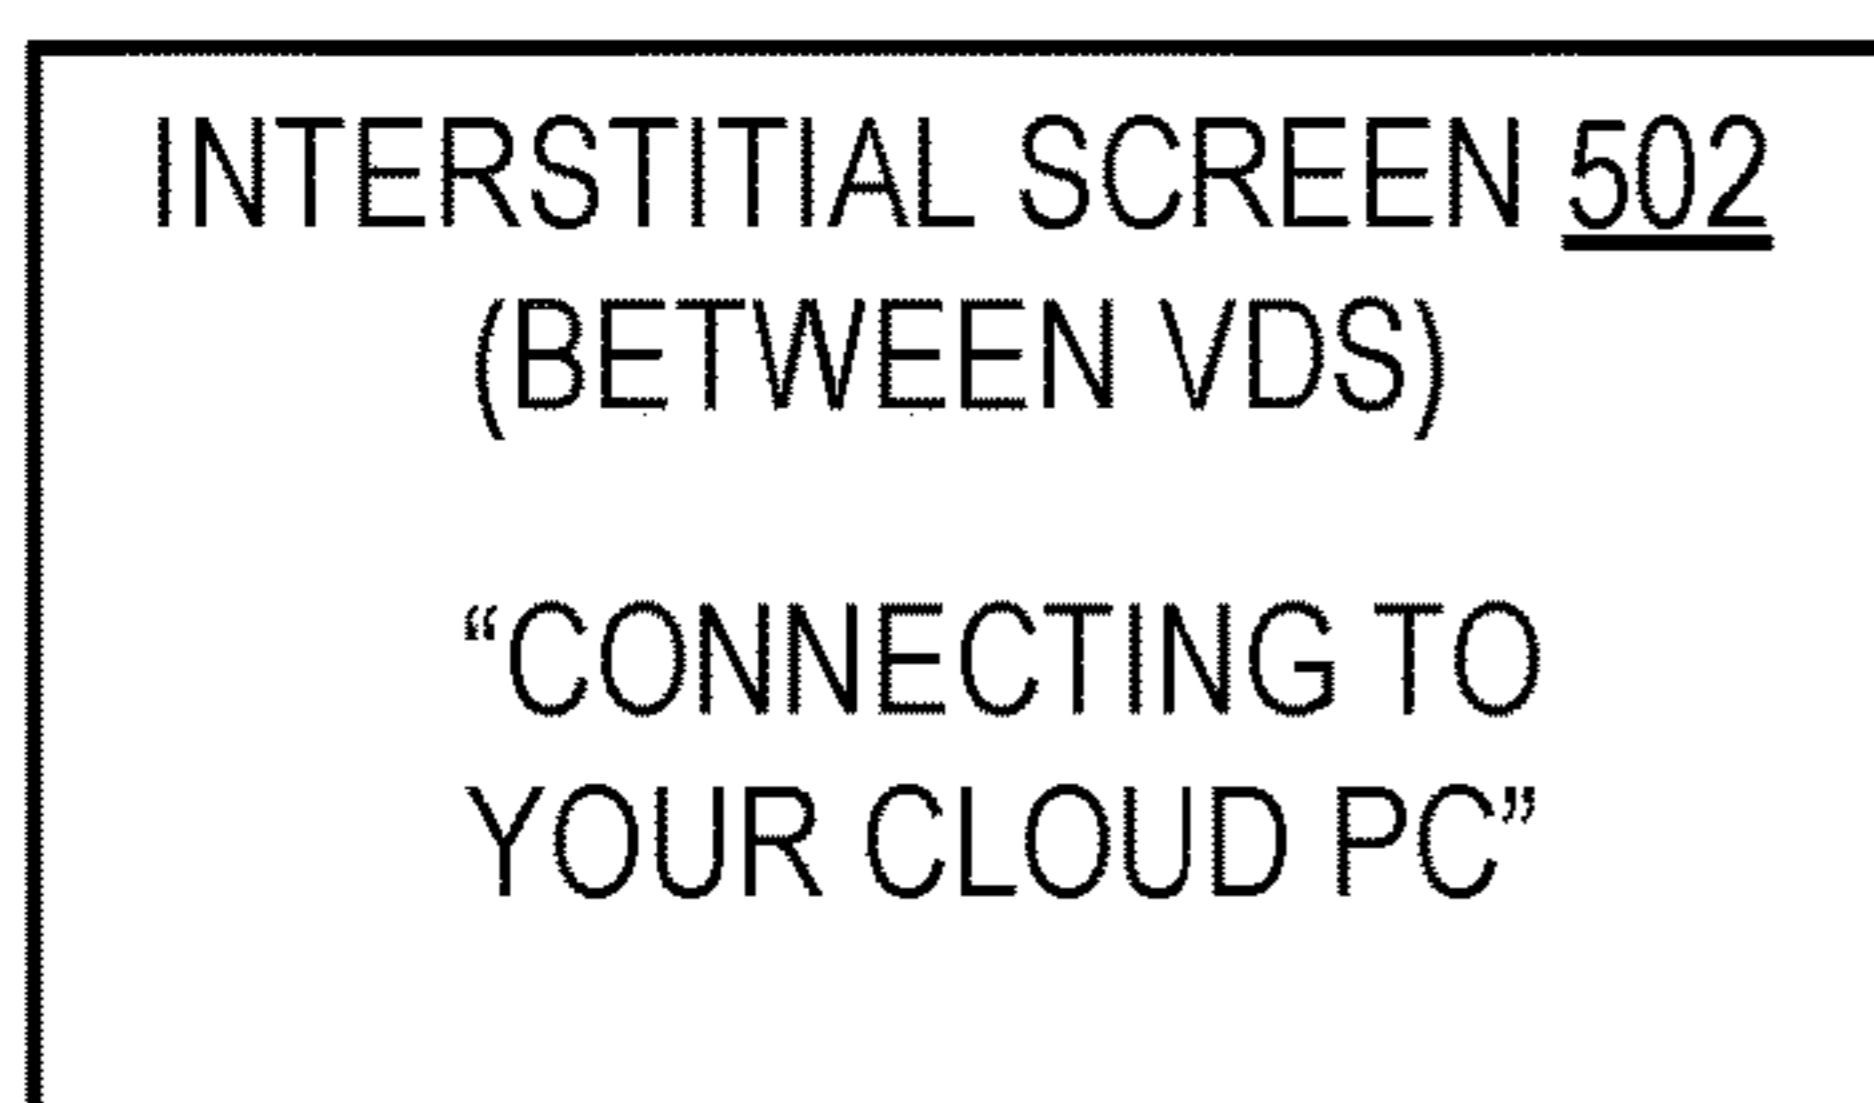 INTERSTITIAL SCREEN 502
(BETWEEN VDS)
“CONNECTING TO
YOUR CLOUD PC”